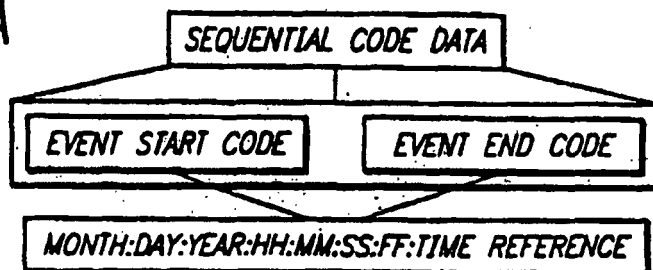 SEQUENTIAL CODE DATA
EVENT START CODE
EVENT END CODE
MONTH:DAY:YEAR:HH:MM:SS:FF:TIME REFERENCE